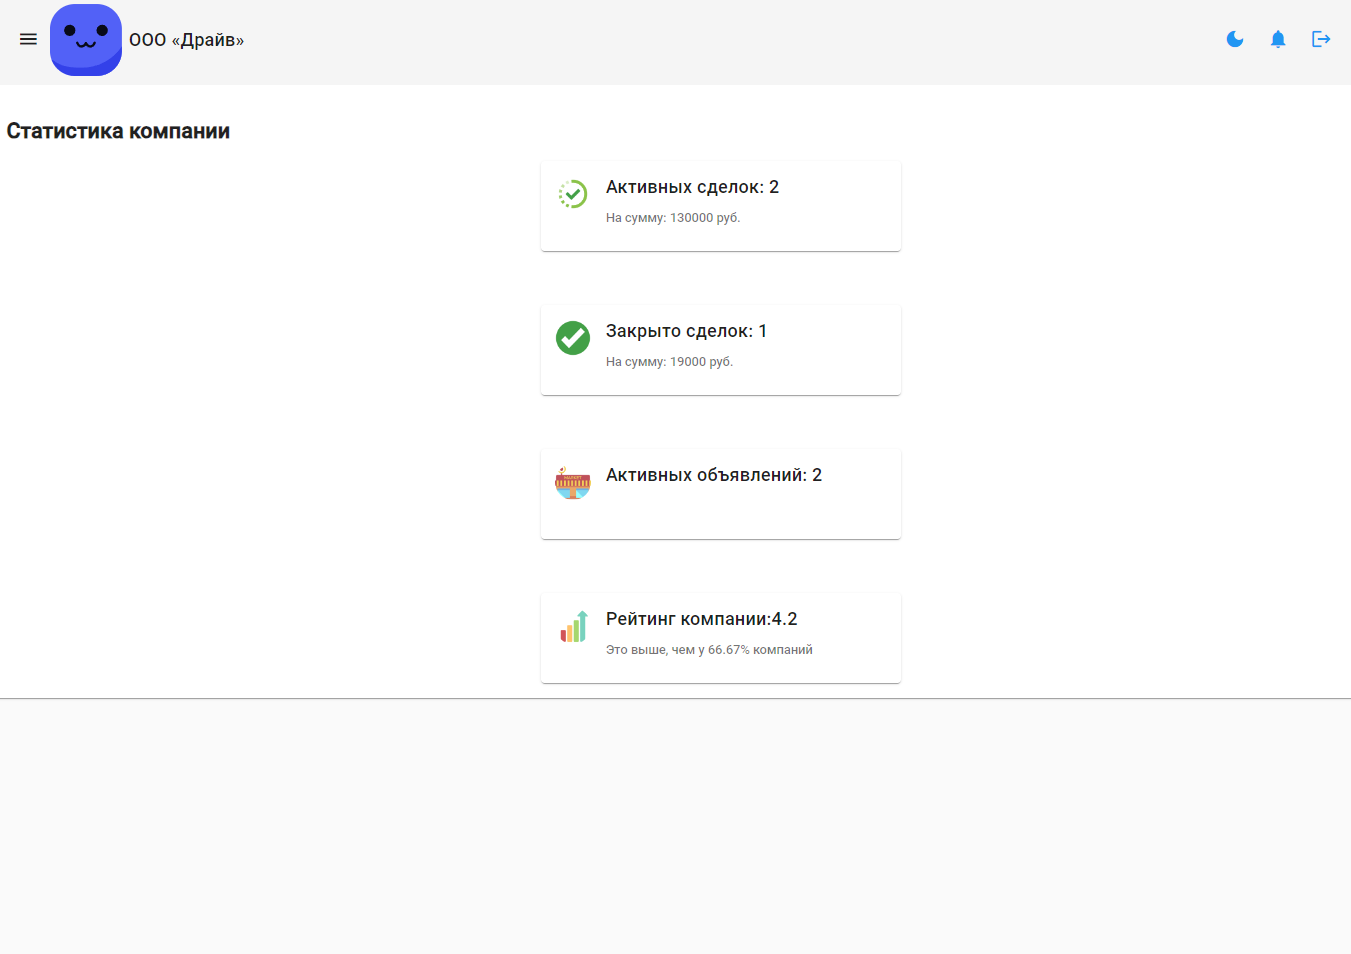 ООО «Драйв»
Статистика компании
Активных сделок: 2
На сумму: 130000 руб.
Закрыто сделок: 1
На сумму: 19000 руб.
Активных объявлений: 2
Рейтинг компании:4.2
Это выше, чем у 66.67% компаний